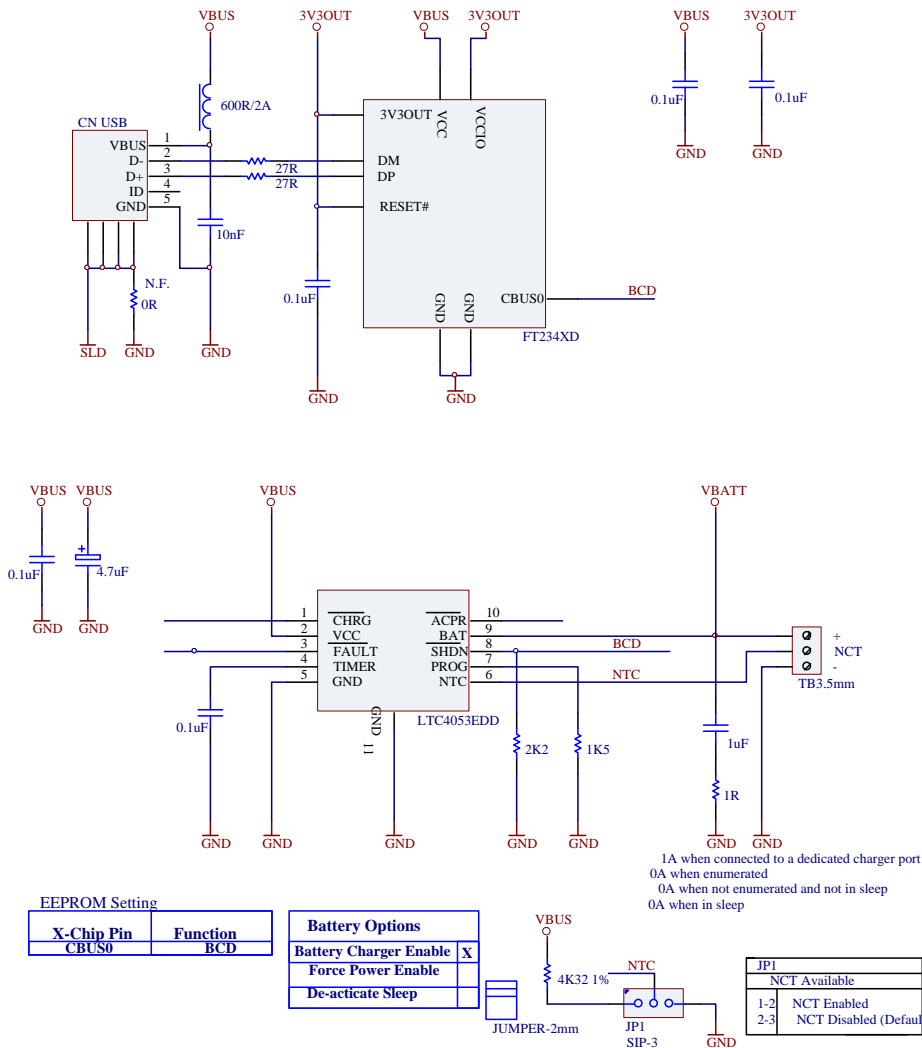 VBUS 3V3OUT VBUS 3V3OUT VBUS 3V3OUT
600R/2A
0.1uF 0.1uF
GND GND
CN USB
VBUS 1
D- 2
D+ 3
ID 4
GND 5
27R
27R
10nF
N.F.
0R
0.1uF
SLD GND GND GND GND
3V3OUT
VCC
VCCIO
DM
DP
RESET#
GND
GND
CBUS0 BCD
FT234XD
VBUS VBUS VBUS VBATT
0.1uF
+
4.7uF
GND GND
1 CHRG
2 VCC
3 FAULT
4 TIMER
5 GND
ACPR 10
BAT 9
SHDN 8 BCD
PROG 7
NTC 6 NTC
GND
11
LTC4053EDD
+
NCT
-
TB3.5mm
0.1uF
2K2
1K5
1uF
1R
GND GND GND GND GND GND GND
1A when connected to a dedicated charger port
0A when enumerated
0A when not enumerated and not in sleep
0A when in sleep
EEPROM Setting
X-Chip Pin Function
CBUS0 BCD
Battery Options
Battery Charger Enable X
Force Power Enable
De-acticate Sleep
JUMPER-2mm
VBUS
4K32 1%
NTC
JP1
SIP-3
GND
JP1
NCT Available
1-2 NCT Enabled
2-3 NCT Disabled (Defaul